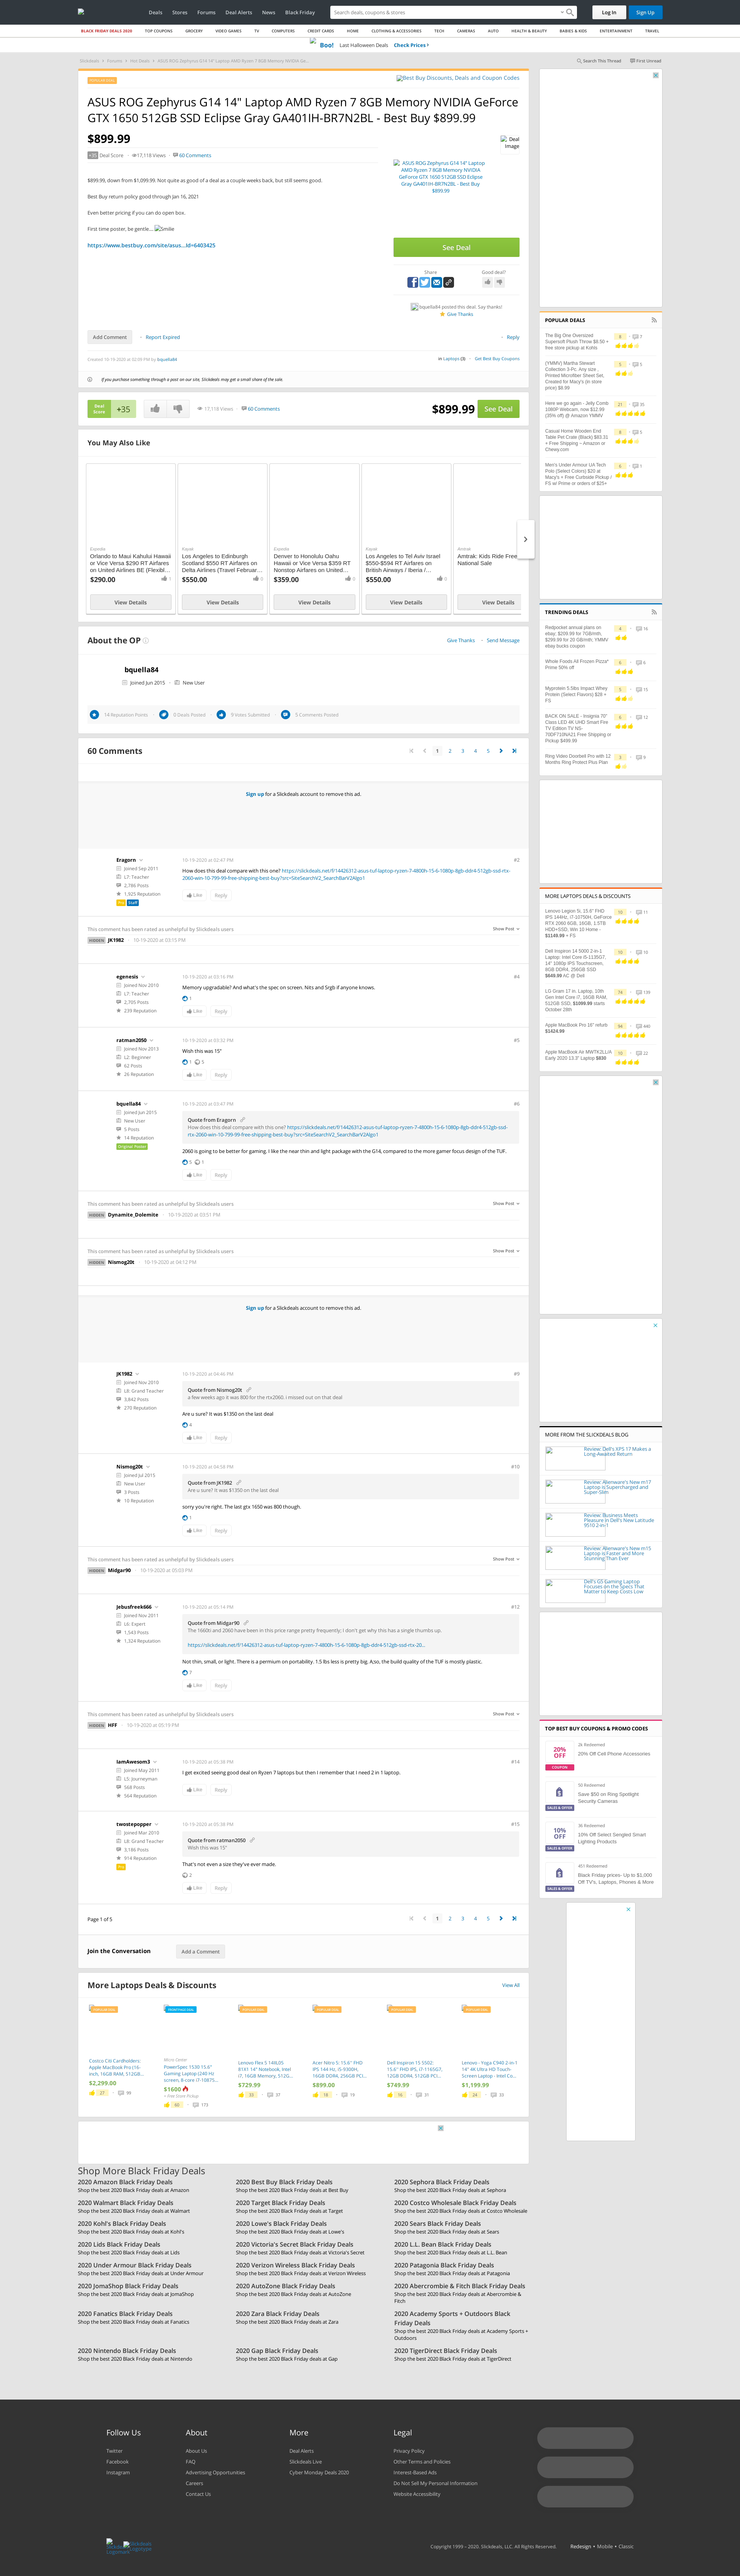 Deals Stores Forums Deal Alerts News Black Friday
Search deals, coupons & stores
Log In Sign Up
BLACK FRIDAY DEALS 2020 TOP COUPONS GROCERY VIDEO GAMES TV COMPUTERS CREDIT CARDS HOME CLOTHING & ACCESSORIES TECH CAMERAS AUTO HEALTH & BEAUTY BABIES & KIDS ENTERTAINMENT TRAVEL
Boo! Last Halloween Deals Check Prices
Slickdeals Forums Hot Deals ASUS ROG Zephyrus G14 14" Laptop AMD Ryzen 7 8GB Memory NVIDIA Ge...
Search This Thread First Unread
Best Buy Discounts, Deals and Coupon Codes
ASUS ROG Zephyrus G14 14" Laptop AMD Ryzen 7 8GB Memory NVIDIA GeForce
GTX 1650 512GB SSD Eclipse Gray GA401IH-BR7N2BL - Best Buy $899.99
$899.99
Deal Image
+35 Deal Score 17,118 Views 60 Comments
ASUS ROG Zephyrus G14 14" Laptop
AMD Ryzen 7 8GB Memory NVIDIA
GeForce GTX 1650 512GB SSD Eclipse
Gray GA401IH-BR7N2BL - Best Buy
$899.99
$899.99, down from $1,099.99. Not quite as good of a deal as a couple weeks back, but still seems good.
Best Buy return policy good through Jan 16, 2021
Even better pricing if you can do open box.
First time poster, be gentle.... Smilie
https://www.bestbuy.com/site/asus...Id=6403425
See Deal
Share Good deal?
bquella84 posted this deal. Say thanks!
Give Thanks
Add Comment Report Expired Reply
Created 10-19-2020 at 02:09 PM by bquella84
in Laptops (3) Get Best Buy Coupons
If you purchase something through a post on our site, Slickdeals may get a small share of the sale.
Deal Score +35 17,118 Views 60 Comments $899.99 See Deal
You May Also Like
Expedia
Orlando to Maui Kahului Hawaii or Vice Versa $290 RT Airfares on United Airlines BE (Flexibl...
$290.00 1
View Details
Kayak
Los Angeles to Edinburgh Scotland $550 RT Airfares on Delta Airlines (Travel Februar...
$550.00 2
View Details
Expedia
Denver to Honolulu Oahu Hawaii or Vice Versa $359 RT Nonstop Airfares on United...
$359.00 0
View Details
Kayak
Los Angeles to Tel Aviv Israel $550-$594 RT Airfares on British Airways / Iberia /...
$550.00 0
View Details
Amtrak
Amtrak: Kids Ride Free National Sale
View Details
About the OP
Give Thanks Send Message
bquella84
Joined Jun 2015 New User
14 Reputation Points 0 Deals Posted 9 Votes Submitted 5 Comments Posted
60 Comments
1 2 3 4 5
Sign up for a Slickdeals account to remove this ad.
Eragorn
Joined Sep 2011
L7: Teacher
2,786 Posts
1,925 Reputation
Pro Staff
10-19-2020 at 02:47 PM #2
How does this deal compare with this one? https://slickdeals.net/f/14426312-asus-tuf-laptop-ryzen-7-4800h-15-6-1080p-8gb-ddr4-512gb-ssd-rtx-2060-win-10-799-99-free-shipping-best-buy?src=SiteSearchV2_SearchBarV2Algo1
Like Reply
This comment has been rated as unhelpful by Slickdeals users Show Post
HIDDEN JK1982 10-19-2020 at 03:15 PM
egenesis
Joined Nov 2010
L7: Teacher
2,705 Posts
239 Reputation
10-19-2020 at 03:16 PM #4
Memory upgradable? And what's the spec on screen. Nits and Srgb if anyone knows.
1
Like Reply
ratman2050
Joined Nov 2013
L2: Beginner
62 Posts
26 Reputation
10-19-2020 at 03:32 PM #5
Wish this was 15"
1 5
Like Reply
bquella84
Joined Jun 2015
New User
5 Posts
14 Reputation
Original Poster
10-19-2020 at 03:47 PM #6
Quote from Eragorn
How does this deal compare with this one? https://slickdeals.net/f/14426312-asus-tuf-laptop-ryzen-7-4800h-15-6-1080p-8gb-ddr4-512gb-ssd-rtx-2060-win-10-799-99-free-shipping-best-buy?src=SiteSearchV2_SearchBarV2Algo1
2060 is going to be better for gaming. I like the near thin and light package with the G14, compared to the more gamer focus design of the TUF.
5 1
Like Reply
This comment has been rated as unhelpful by Slickdeals users Show Post
HIDDEN Dynamite_Dolemite 10-19-2020 at 03:51 PM
This comment has been rated as unhelpful by Slickdeals users Show Post
HIDDEN Nismog20t 10-19-2020 at 04:12 PM
Sign up for a Slickdeals account to remove this ad.
JK1982
Joined Nov 2010
L8: Grand Teacher
3,842 Posts
270 Reputation
10-19-2020 at 04:46 PM #9
Quote from Nismog20t
a few weeks ago it was 800 for the rtx2060. i missed out on that deal
Are u sure? It was $1350 on the last deal
4
Like Reply
Nismog20t
Joined Jul 2015
New User
3 Posts
10 Reputation
10-19-2020 at 04:58 PM #10
Quote from JK1982
Are u sure? It was $1350 on the last deal
sorry you're right. The last gtx 1650 was 800 though.
1
Like Reply
This comment has been rated as unhelpful by Slickdeals users Show Post
HIDDEN Midgar90 10-19-2020 at 05:03 PM
Jebusfreek666
Joined Nov 2011
L6: Expert
1,543 Posts
1,324 Reputation
10-19-2020 at 05:14 PM #12
Quote from Midgar90
The 1660ti and 2060 have been in this price range pretty frequently; I don't get why this has a single thumbs up.
https://slickdeals.net/f/14426312-asus-tuf-laptop-ryzen-7-4800h-15-6-1080p-8gb-ddr4-512gb-ssd-rtx-20...
Not thin, small, or light. There is a permium on portability. 1.5 lbs less is pretty big. A;so, the build quality of the TUF is mostly plastic.
7
Like Reply
This comment has been rated as unhelpful by Slickdeals users Show Post
HIDDEN HFF 10-19-2020 at 05:19 PM
IamAwesom3
Joined May 2011
L5: Journeyman
568 Posts
564 Reputation
10-19-2020 at 05:38 PM #14
I get excited seeing good deal on Ryzen 7 laptops but then I remember that I need 2 in 1 laptop.
Like Reply
twostepopper
Joined Mar 2010
L8: Grand Teacher
3,186 Posts
914 Reputation
Pro
10-19-2020 at 05:38 PM #15
Quote from ratman2050
Wish this was 15"
That's not even a size they've ever made.
2
Like Reply
Page 1 of 5
1 2 3 4 5
Join the Conversation Add a Comment
More Laptops Deals & Discounts View All
Costco Citi Cardholders: Apple MacBook Pro (16 inch, 16GB RAM, 512GB...
$2,299.00
27 99
Micro Center
PowerSpec 1530 15.6" Gaming Laptop (240 Hz screen, 8-core i7-10875...
$1600
+ Free Store Pickup
60 173
Lenovo Flex 5 14IIL05 81X1 14" Notebook, Intel i7, 16GB Memory, 512G...
$729.99
33 37
Acer Nitro 5. 15.6" FHD IPS 144 Hz, i5-9300H, 16GB DDR4, 256GB PCI...
$899.00
18 19
Dell Inspiron 15 5502: 15.6'' FHD IPS, i7-1165G7, 12GB DDR4, 512GB PCI...
$749.99
16 31
Lenovo - Yoga C940 2-in-1 14" 4K Ultra HD Touch-Screen Laptop - Intel Co...
$1,199.99
24 33
Shop More Black Friday Deals
2020 Amazon Black Friday Deals
Shop the best 2020 Black Friday deals at Amazon
2020 Best Buy Black Friday Deals
Shop the best 2020 Black Friday deals at Best Buy
2020 Sephora Black Friday Deals
Shop the best 2020 Black Friday deals at Sephora
2020 Walmart Black Friday Deals
Shop the best 2020 Black Friday deals at Walmart
2020 Target Black Friday Deals
Shop the best 2020 Black Friday deals at Target
2020 Costco Wholesale Black Friday Deals
Shop the best 2020 Black Friday deals at Costco Wholesale
2020 Kohl's Black Friday Deals
Shop the best 2020 Black Friday deals at Kohl's
2020 Lowe's Black Friday Deals
Shop the best 2020 Black Friday deals at Lowe's
2020 Sears Black Friday Deals
Shop the best 2020 Black Friday deals at Sears
2020 Lids Black Friday Deals
Shop the best 2020 Black Friday deals at Lids
2020 Victoria's Secret Black Friday Deals
Shop the best 2020 Black Friday deals at Victoria's Secret
2020 L.L. Bean Black Friday Deals
Shop the best 2020 Black Friday deals at L.L. Bean
2020 Under Armour Black Friday Deals
Shop the best 2020 Black Friday deals at Under Armour
2020 Verizon Wireless Black Friday Deals
Shop the best 2020 Black Friday deals at Verizon Wireless
2020 Patagonia Black Friday Deals
Shop the best 2020 Black Friday deals at Patagonia
2020 JomaShop Black Friday Deals
Shop the best 2020 Black Friday deals at JomaShop
2020 AutoZone Black Friday Deals
Shop the best 2020 Black Friday deals at AutoZone
2020 Abercrombie & Fitch Black Friday Deals
Shop the best 2020 Black Friday deals at Abercrombie & Fitch
2020 Fanatics Black Friday Deals
Shop the best 2020 Black Friday deals at Fanatics
2020 Zara Black Friday Deals
Shop the best 2020 Black Friday deals at Zara
2020 Academy Sports + Outdoors Black Friday Deals
Shop the best 2020 Black Friday deals at Academy Sports + Outdoors
2020 Nintendo Black Friday Deals
Shop the best 2020 Black Friday deals at Nintendo
2020 Gap Black Friday Deals
Shop the best 2020 Black Friday deals at Gap
2020 TigerDirect Black Friday Deals
Shop the best 2020 Black Friday deals at TigerDirect
POPULAR DEALS
The Big One Oversized Supersoft Plush Throw $8.50 + free store pickup at Kohls
9 7
(YMMV) Martha Stewart Collection 3-Pc. Any size , Printed Microfiber Sheet Set, Created for Macy's (in store price) $6.99
5 5
Here we go again - Jelly Comb 1080P Webcam, now $12.99 (35% off) @ Amazon YMMV
21 35
Casual Home Wooden End Table Pet Crate (Black) $83.31 + Free Shipping ~ Amazon or Chewy.com
8 5
Men's Under Armour UA Tech Polo (Select Colors) $20 at Macy's + Free Curbside Pickup / FS w/ Prime or orders of $25+
6 1
TRENDING DEALS
Redpocket annual plans on ebay: $209.99 for 7GB/mth, $299.99 for 20 GB/mth. YMMV ebay bucks coupon
4 16
Whole Foods All Frozen Pizza* Prime 50% off
6 6
Myprotein 5.5lbs Impact Whey Protein (Select Flavors) $28 + FS
5 15
BACK ON SALE - Insignia 70" Class LED 4K UHD Smart Fire TV Edition TV NS-70DF710NA21 Free Shipping or Pickup $499.99
6 12
Ring Video Doorbell Pro with 12 Months Ring Protect Plus Plan
3 9
MORE LAPTOPS DEALS & DISCOUNTS
Lenovo Legion 5i, 15.6" FHD IPS 144Hz, i7-10750H, GeForce RTX 2060 6GB, 16GB, 1.5TB HDD+SSD, Win 10 Home - $1149.99 + FS
10 11
Dell Inspiron 14 5000 2-in-1 Laptop: Intel Core i5-1135G7, 14" 1080p IPS Touchscreen, 8GB DDR4, 256GB SSD $649.99 AC @ Dell
10 10
LG Gram 17 in. Laptop, 10th Gen Intel Core i7, 16GB RAM, 512GB SSD, $1099.99 starts October 29th
74 139
Apple MacBook Pro 16" refurb $1424.99
94 440
Apple MacBook Air MWTK2LL/A Early 2020 13.3" Laptop $830
10 22
MORE FROM THE SLICKDEALS BLOG
Review: Dell's XPS 17 Makes a Long-Awaited Return
Review: Alienware's New m17 Laptop is Supercharged and Super-Slim
Review: Business Meets Pleasure in Dell's New Latitude 9510 2-in-1
Review: Alienware's New m15 Laptop is Faster and More Stunning Than Ever
Dell's G5 Gaming Laptop Focuses on the Specs That Matter to Keep Costs Low
TOP BEST BUY COUPONS & PROMO CODES
20% OFF COUPON
2k Redeemed
20% Off Cell Phone Accessories
SALES & OFFER
50 Redeemed
Save $50 on Ring Spotlight Security Cameras
10% OFF SALES & OFFER
36 Redeemed
10% Off Select Sengled Smart Lighting Products
SALES & OFFER
451 Redeemed
Black Friday prices- Up to $1,000 Off TV's, Laptops, Phones & More
Follow Us
Twitter
Facebook
Instagram
About
About Us
FAQ
Advertising Opportunities
Careers
Contact Us
More
Deal Alerts
Slickdeals Live
Cyber Monday Deals 2020
Legal
Privacy Policy
Other Terms and Policies
Interest-Based Ads
Do Not Sell My Personal Information
Website Accessibility
Copyright 1999 - 2020. Slickdeals, LLC. All Rights Reserved. Redesign • Mobile • Classic